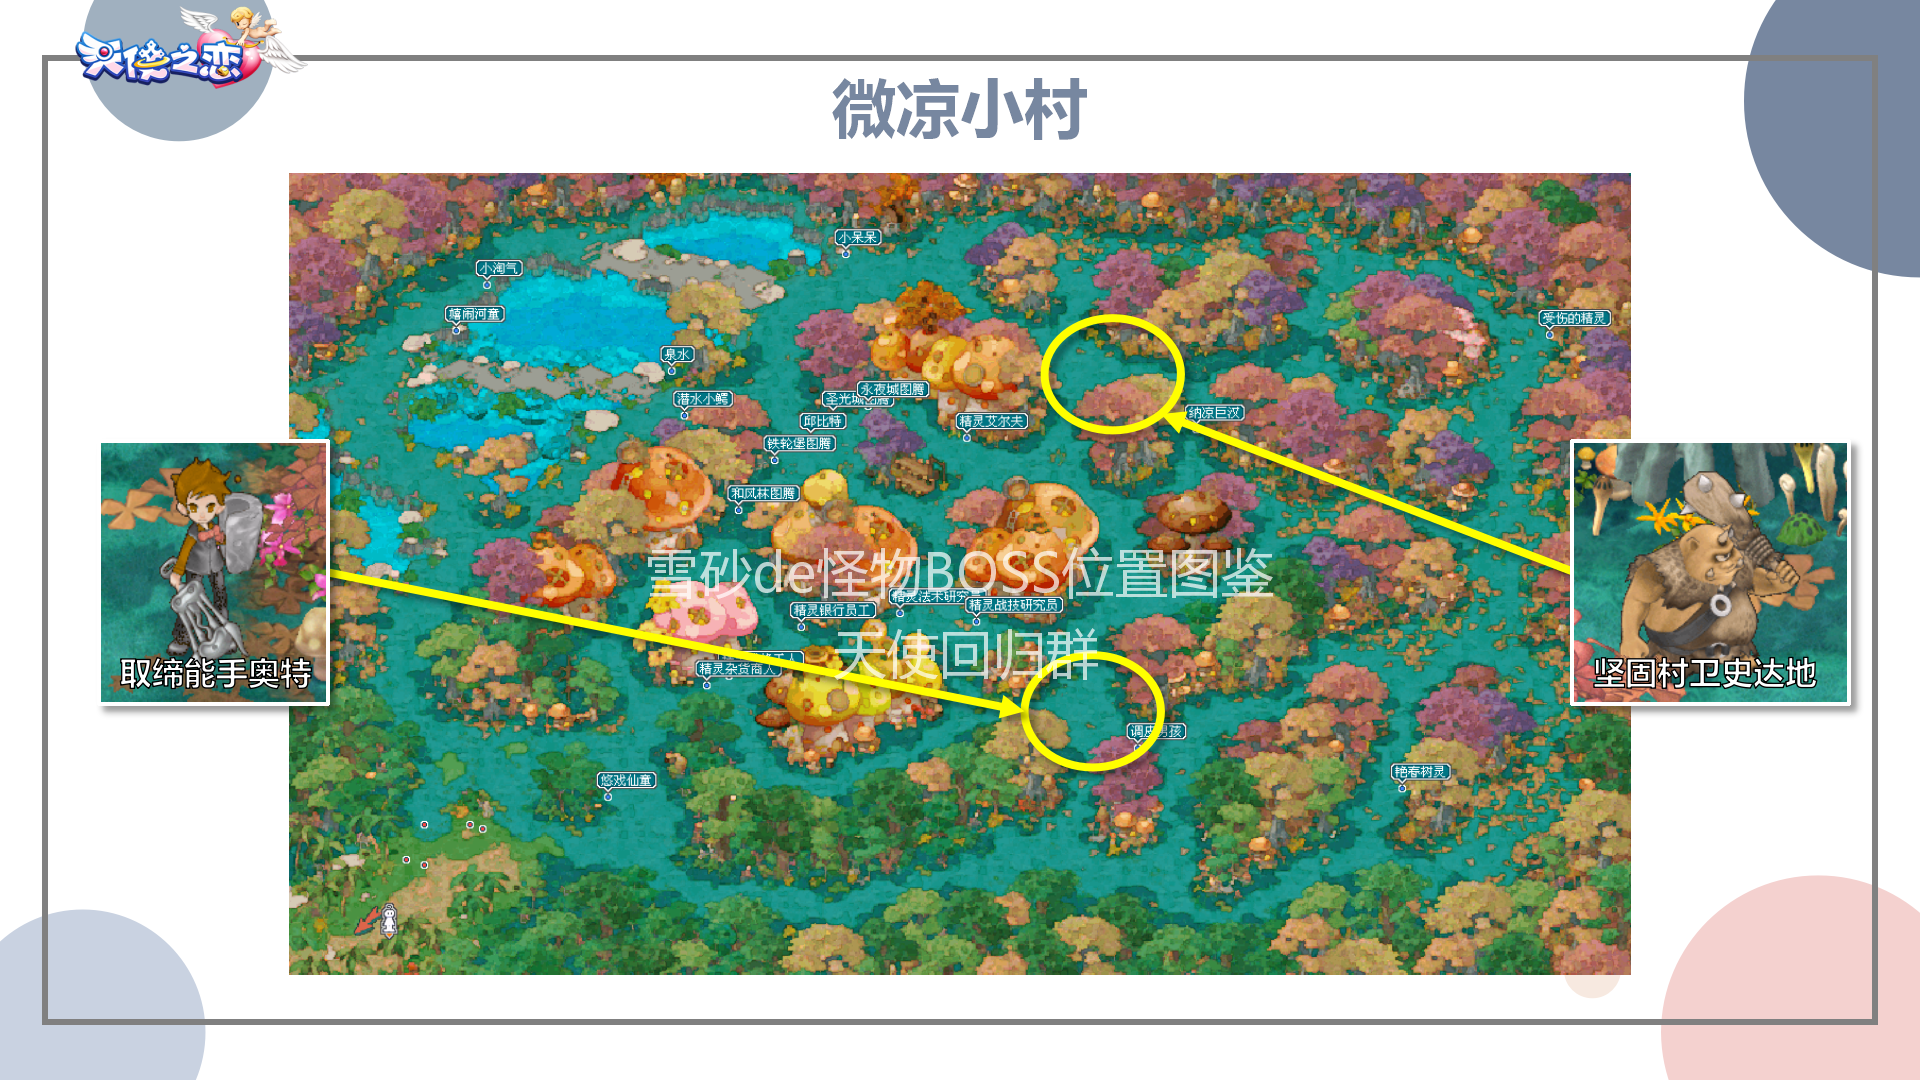 天使之恋
微凉小村
小呆呆
小淘气
嬉闹河童
受伤的精灵
泉水
永夜城图腾
潜水小鳄
圣光城图腾
纳凉巨汉
邱比特
精灵艾尔夫
铁轮堡图腾
和风林图腾
雪砂de怪物BOSS位置图鉴
精灵法术研究
精灵战技研究员
精灵银行员工
天使回归群
精灵杂货商人
取缔能手奥特
坚固村卫史达地
调皮男孩
艳春树灵
悠戏仙童